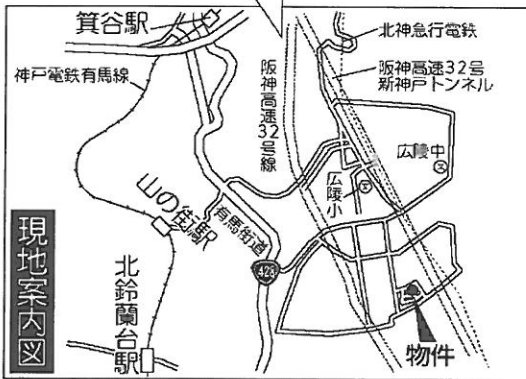 箕谷駅
北神急行電鉄
神戸電鉄有馬線
阪神高速32号
新神戸トンネル
阪神高速32号線
広陵中
広陵小
山の街駅
有馬街道
428
現地案内図
北鈴蘭台駅
物件